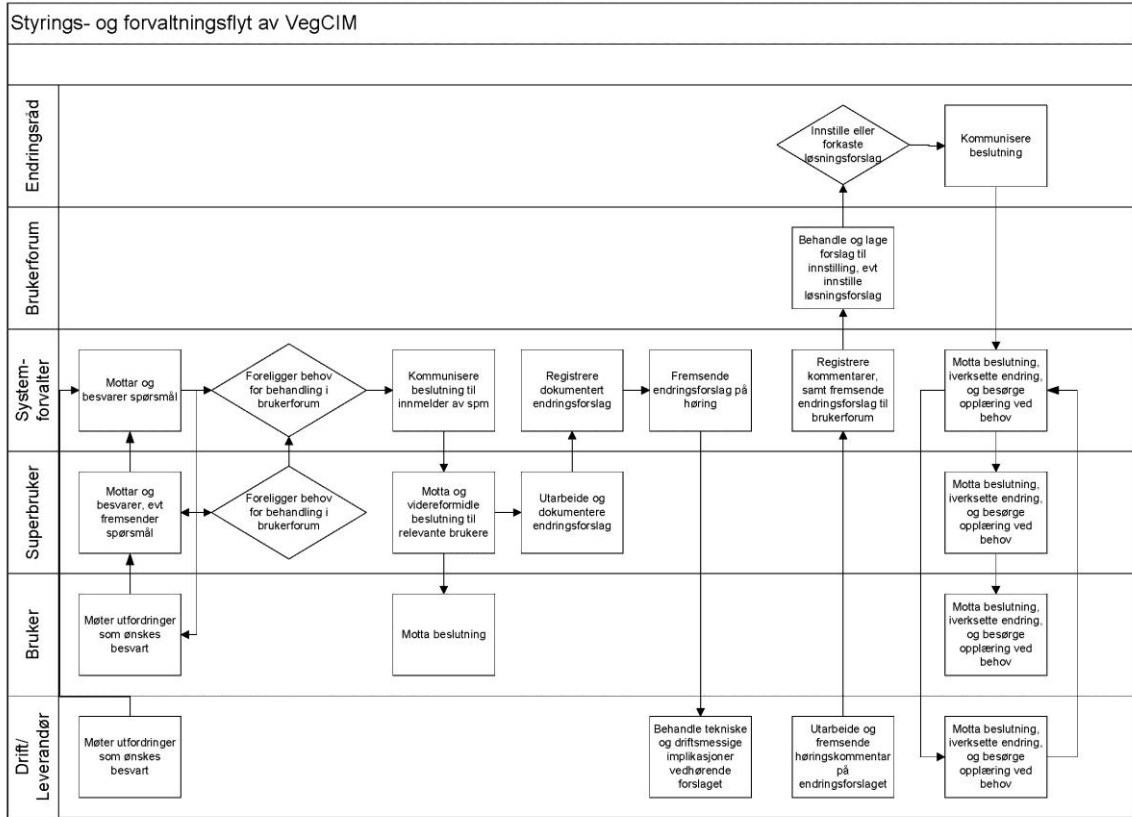 Styrings- og forvaltningsflyt av VegCIM
Endringsråd
Innstille eller
forkaste
løsningsforslag
Kommunisere
beslutning
Brukerforum
Behandle og lage
forslag til
innstilling, evt
innstille
løsningsforslag
System-
forvalter
Mottar og
besvarer spørsmål
Foreligger behov
for behandling i
brukerforum
Kommunisere
beslutning til
innmelder av spm
Registrere
dokumentert
endringsforslag
Fremsende
endringsforslag på
høring
Registrere
kommentarer,
samt fremsende
endringsforslag til
brukerforum
Motta beslutning,
iverksette endring,
og besørge
opplæring ved
behov
Superbruker
Mottar og
besvarer, evt
fremsender
spørsmål
Foreligger behov
for behandling i
brukerforum
Motta og
videreformidle
beslutning til
relevante brukere
Utarbeide og
dokumentere
endringsforslag
Motta beslutning,
iverksette endring,
og besørge
opplæring ved
behov
Bruker
Møter utfordringer
som ønskes
besvart
Motta beslutning
Motta beslutning,
iverksette endring,
og besørge
opplæring ved
behov
Drift/
Leverandør
Møter utfordringer
som ønskes
besvart
Behandle tekniske
og driftsmessige
implikasjoner
vedhørende
forslaget
Utarbeide og
fremsende
høringskommentar
på
endringsforslaget
Motta beslutning,
iverksette endring,
og besørge
opplæring ved
behov